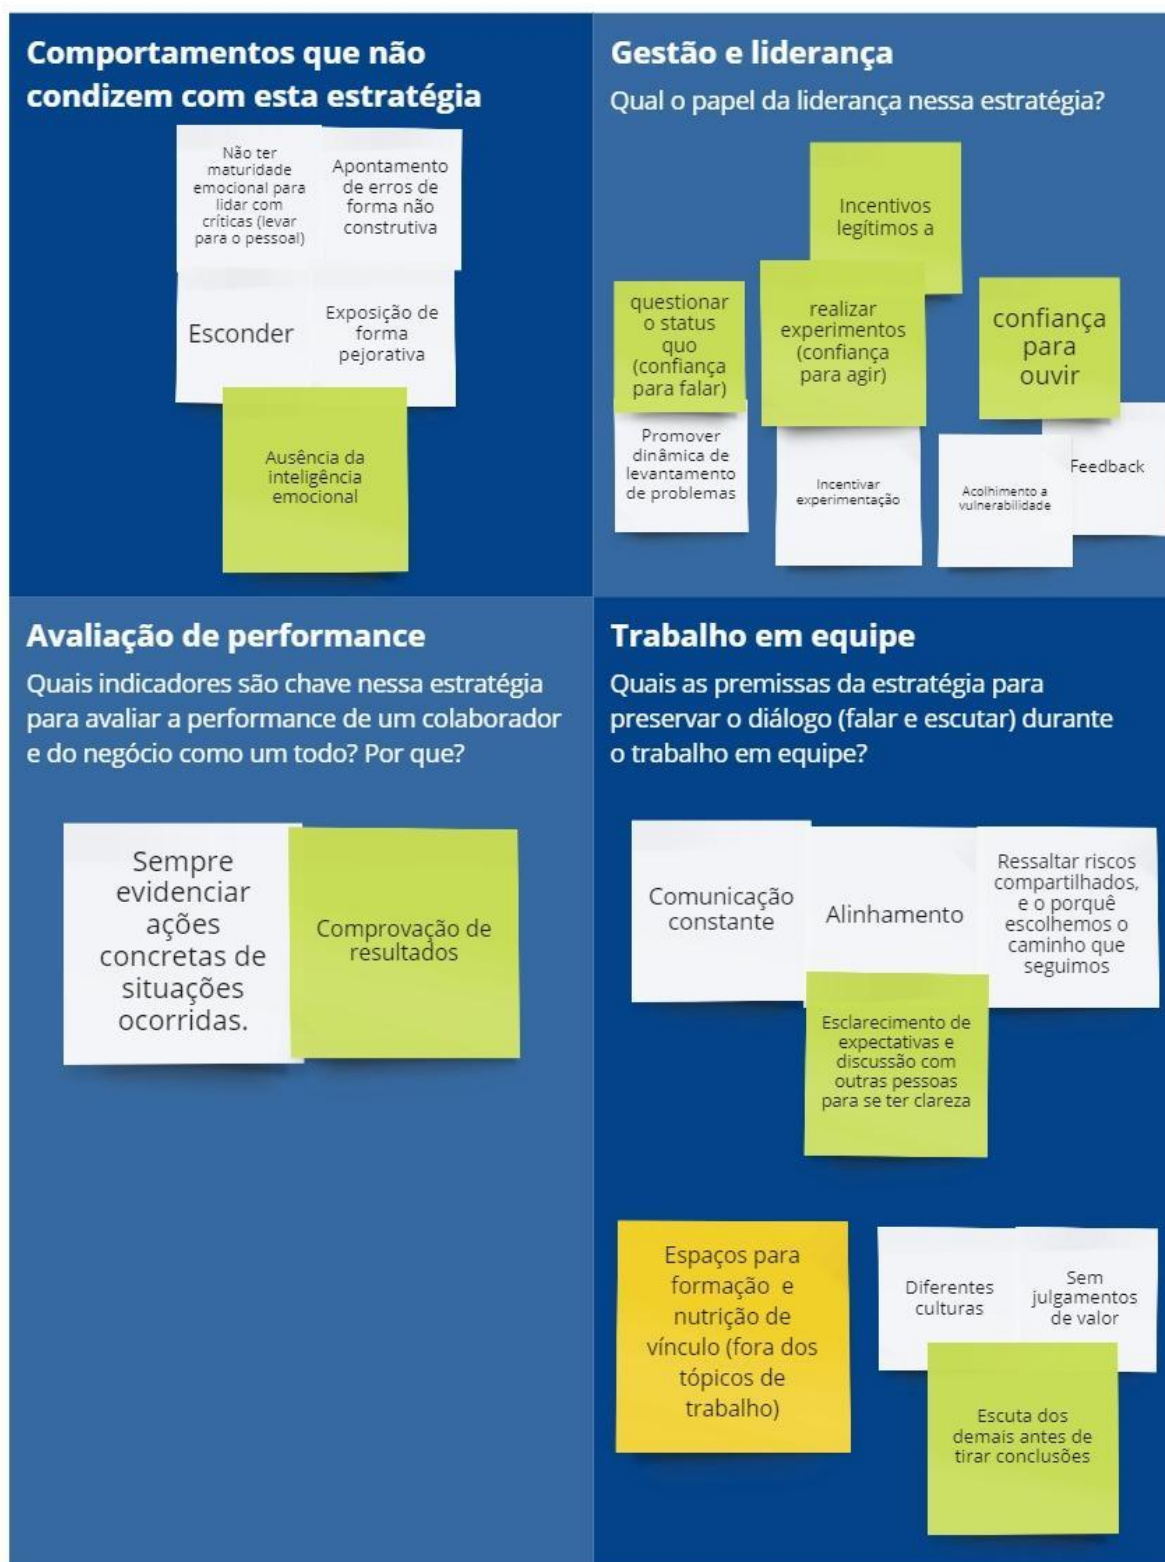 Comportamentos que não
condizem com esta estratégia
Não ter
maturidade
emocional para
lidar com
críticas (levar
para o pessoal)
Apontamento
de erros de
forma não
construtiva
Esconder
Exposição de
forma
pejorativa
Ausência da
inteligência
emocional
Gestão e liderança
Qual o papel da liderança nessa estratégia?
Incentivos
legítimos a
questionar
o status
quo
(confiança
para falar)
realizar
experimentos
(confiança
para agir)
confiança
para
ouvir
Promover
dinâmica de
levantamento
de problemas
Incentivar
experimentação
Acolhimento a
vulnerabilidade
Feedback
Avaliação de performance
Quais indicadores são chave nessa estratégia
para avaliar a performance de um colaborador
e do negócio como um todo? Por que?
Sempre
evidenciar
ações
concretas de
situações
ocorridas.
Comprovação de
resultados
Trabalho em equipe
Quais as premissas da estratégia para
preservar o diálogo (falar e escutar) durante
o trabalho em equipe?
Comunicação
constante
Alinhamento
Ressaltar riscos
compartilhados,
e o porquê
escolhemos o
caminho que
seguimos
Esclarecimento de
expectativas e
discussão com
outras pessoas
para se ter clareza
Espaços para
formação e
nutrição de
vínculo (fora dos
tópicos de
trabalho)
Diferentes
culturas
Sem
julgamentos
de valor
Escuta dos
demais antes de
tirar conclusões